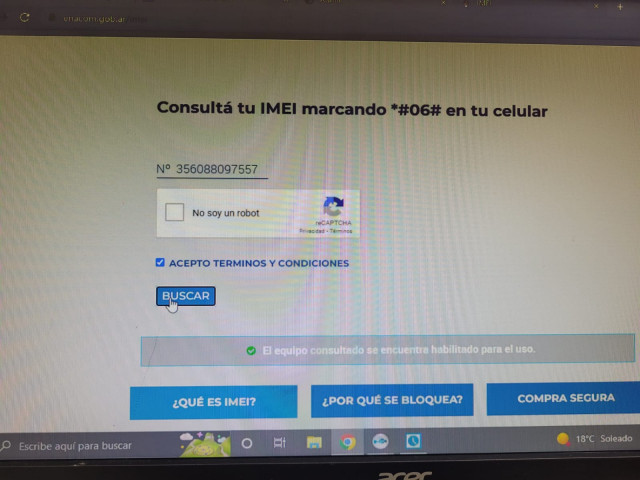 enacom.gob.ar
Consultá tu IMEI marcando *#06# en tu celular
Nº 356088097557
No soy un robot
reCAPTCHA
Privacidad - Términos
ACEPTO TERMINOS Y CONDICIONES
BUSCAR
El equipo consultado se encuentra habilitado para el uso.
¿QUÉ ES IMEI?
¿POR QUÉ SE BLOQUEA?
COMPRA SEGURA
Escribe aquí para buscar
18°C Soleado
acer